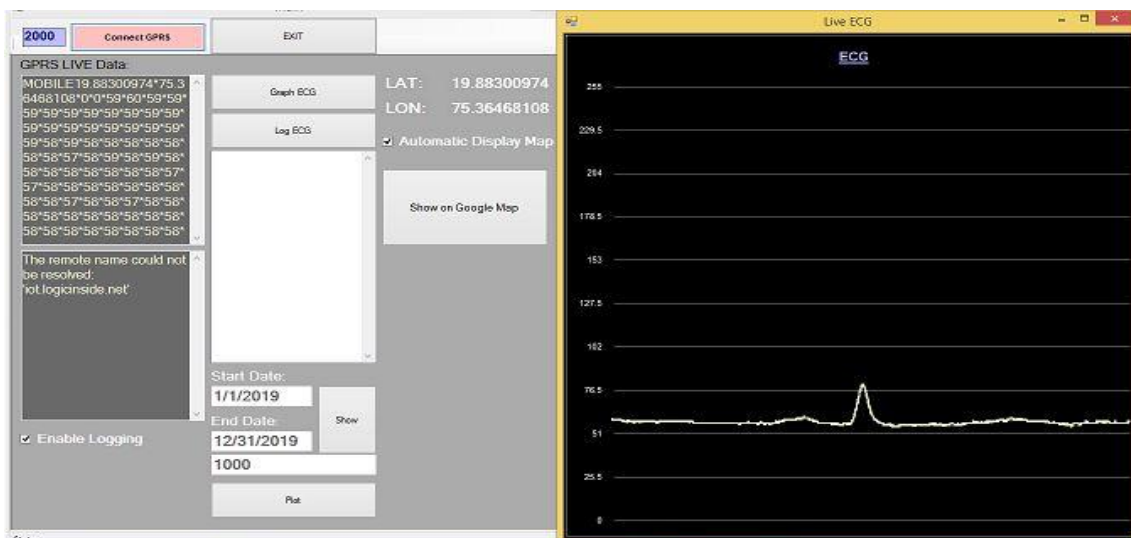 2000
Connect GPRS
EXIT
GPRS LIVE Data:
MOBILE19.88300974*75.3
6468108*0*0*59*60*59*59*
59*59*59*59*59*59*59*59*
59*59*59*59*59*59*59*59*
59*58*59*58*58*58*58*58*
58*58*57*58*59*58*59*58*
58*58*58*58*58*58*58*57*
57*58*58*58*58*58*58*58*
58*58*57*58*58*57*58*58*
58*58*58*58*58*58*58*58*
58*58*58*58*58*58*58*58*
The remote name could not
be resolved:
'iot.logicinside.net'
Enable Logging
Graph ECG
Log ECG
Start Date:
1/1/2019
End Date:
12/31/2019
Show
1000
Plot
LAT: 19.88300974
LON: 75.36468108
Automatic Display Map
Show on Google Map
Live ECG
ECG
255
229.5
204
178.5
153
127.5
102
76.5
51
25.5
0